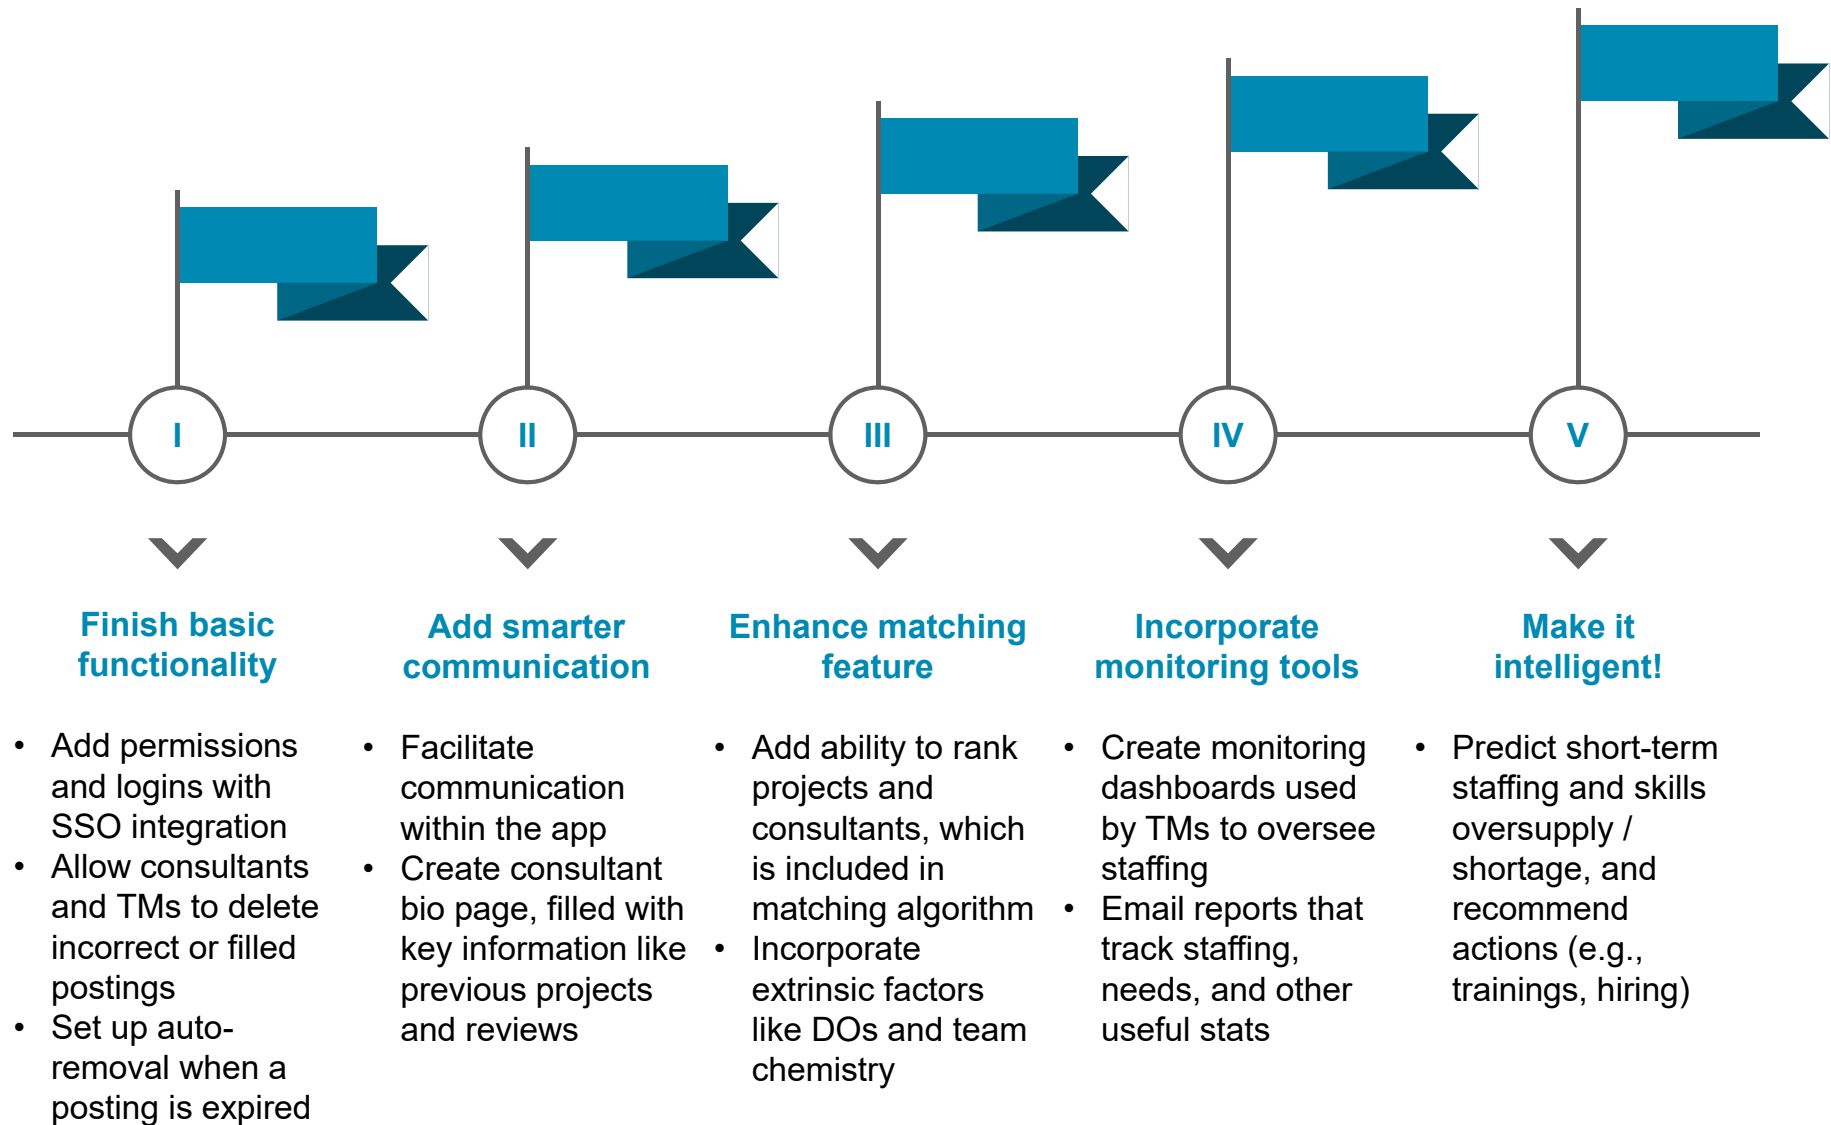 I
II
III
IV
V
Finish basic
functionality
• Add permissions
and logins with
SSO integration
• Allow consultants
and TMs to delete
incorrect or filled
postings
• Set up auto-
removal when a
posting is expired
Add smarter
communication
• Facilitate
communication
within the app
• Create consultant
bio page, filled with
key information like
previous projects
and reviews
Enhance matching
feature
• Add ability to rank
projects and
consultants, which
is included in
matching algorithm
• Incorporate
extrinsic factors
like DOs and team
chemistry
Incorporate
monitoring tools
• Create monitoring
dashboards used
by TMs to oversee
staffing
• Email reports that
track staffing,
needs, and other
useful stats
Make it
intelligent!
• Predict short-term
staffing and skills
oversupply /
shortage, and
recommend
actions (e.g.,
trainings, hiring)